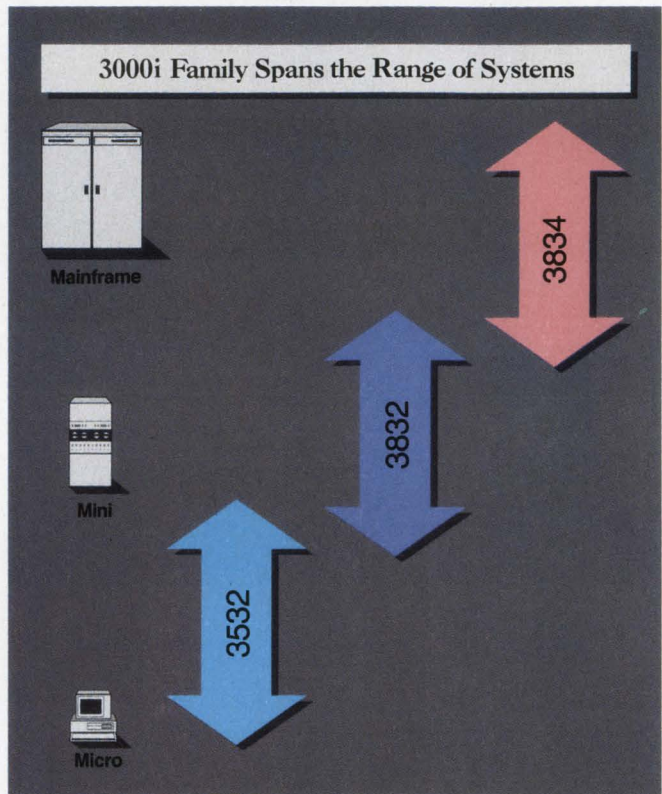 3000i Family Spans the Range of Systems
Mainframe
3834
3832
Mini
3532
Micro